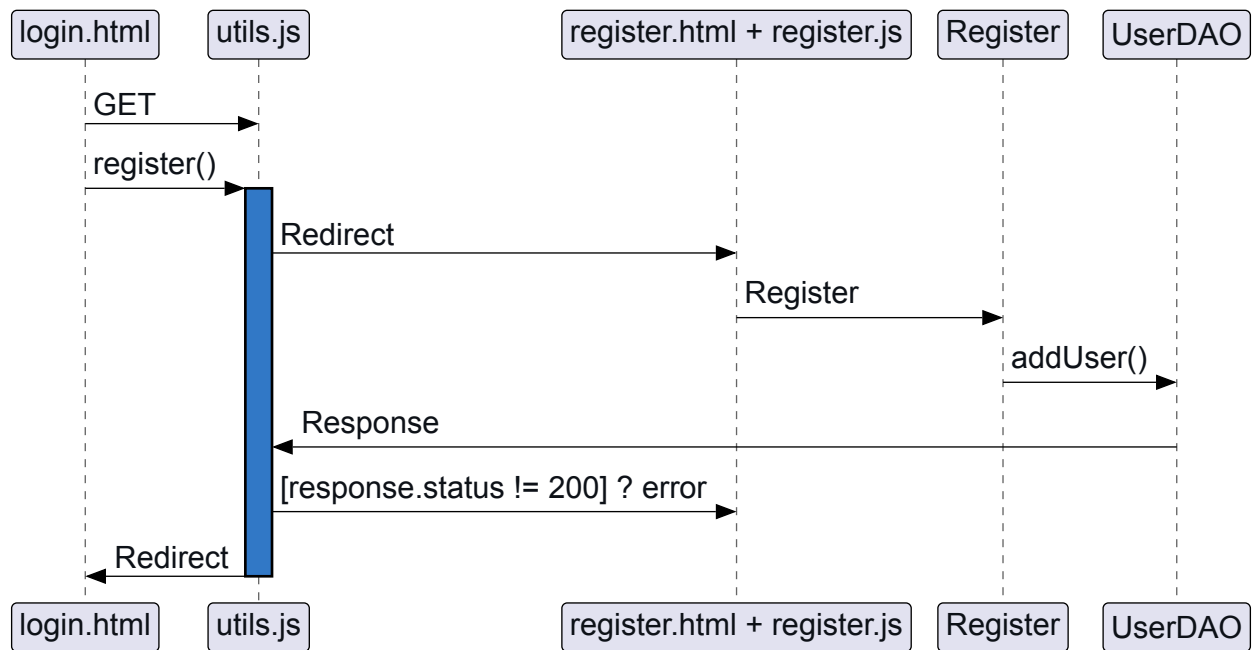 login.html
utils.js
register.html + register.js
Register
UserDAO
GET
register()
Redirect
Register
addUser()
Response
[response.status != 200] ? error
Redirect
login.html
utils.js
register.html + register.js
Register
UserDAO